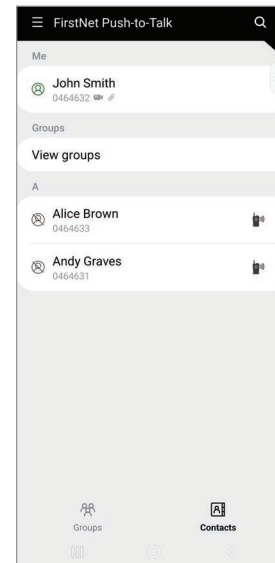 FirstNet Push-to-Talk
Me
John Smith
0464632
Groups
View groups
A
Alice Brown
0464633
Andy Graves
0464631
Groups
Contacts